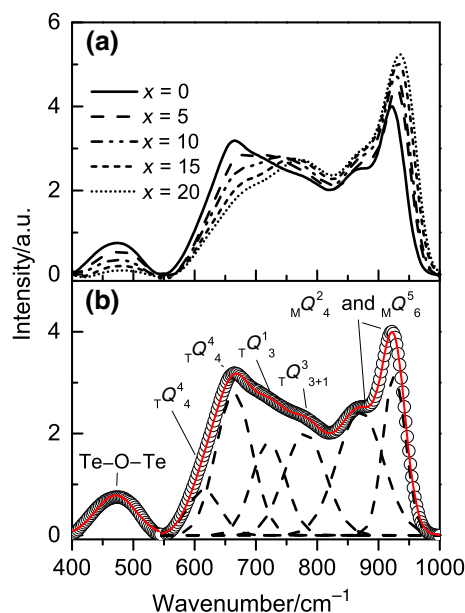 (a)
x = 0
x = 5
x = 10
x = 15
x = 20
6
4
2
0
Intensity/a.u.
(b)
MQ²₄ and MQ⁵₆
TQ⁴₄
TQ¹₃
TQ³₃₊₁
TQ⁴₄
Te–O–Te
4
2
0
400 500 600 700 800 900 1000
Wavenumber/cm⁻¹